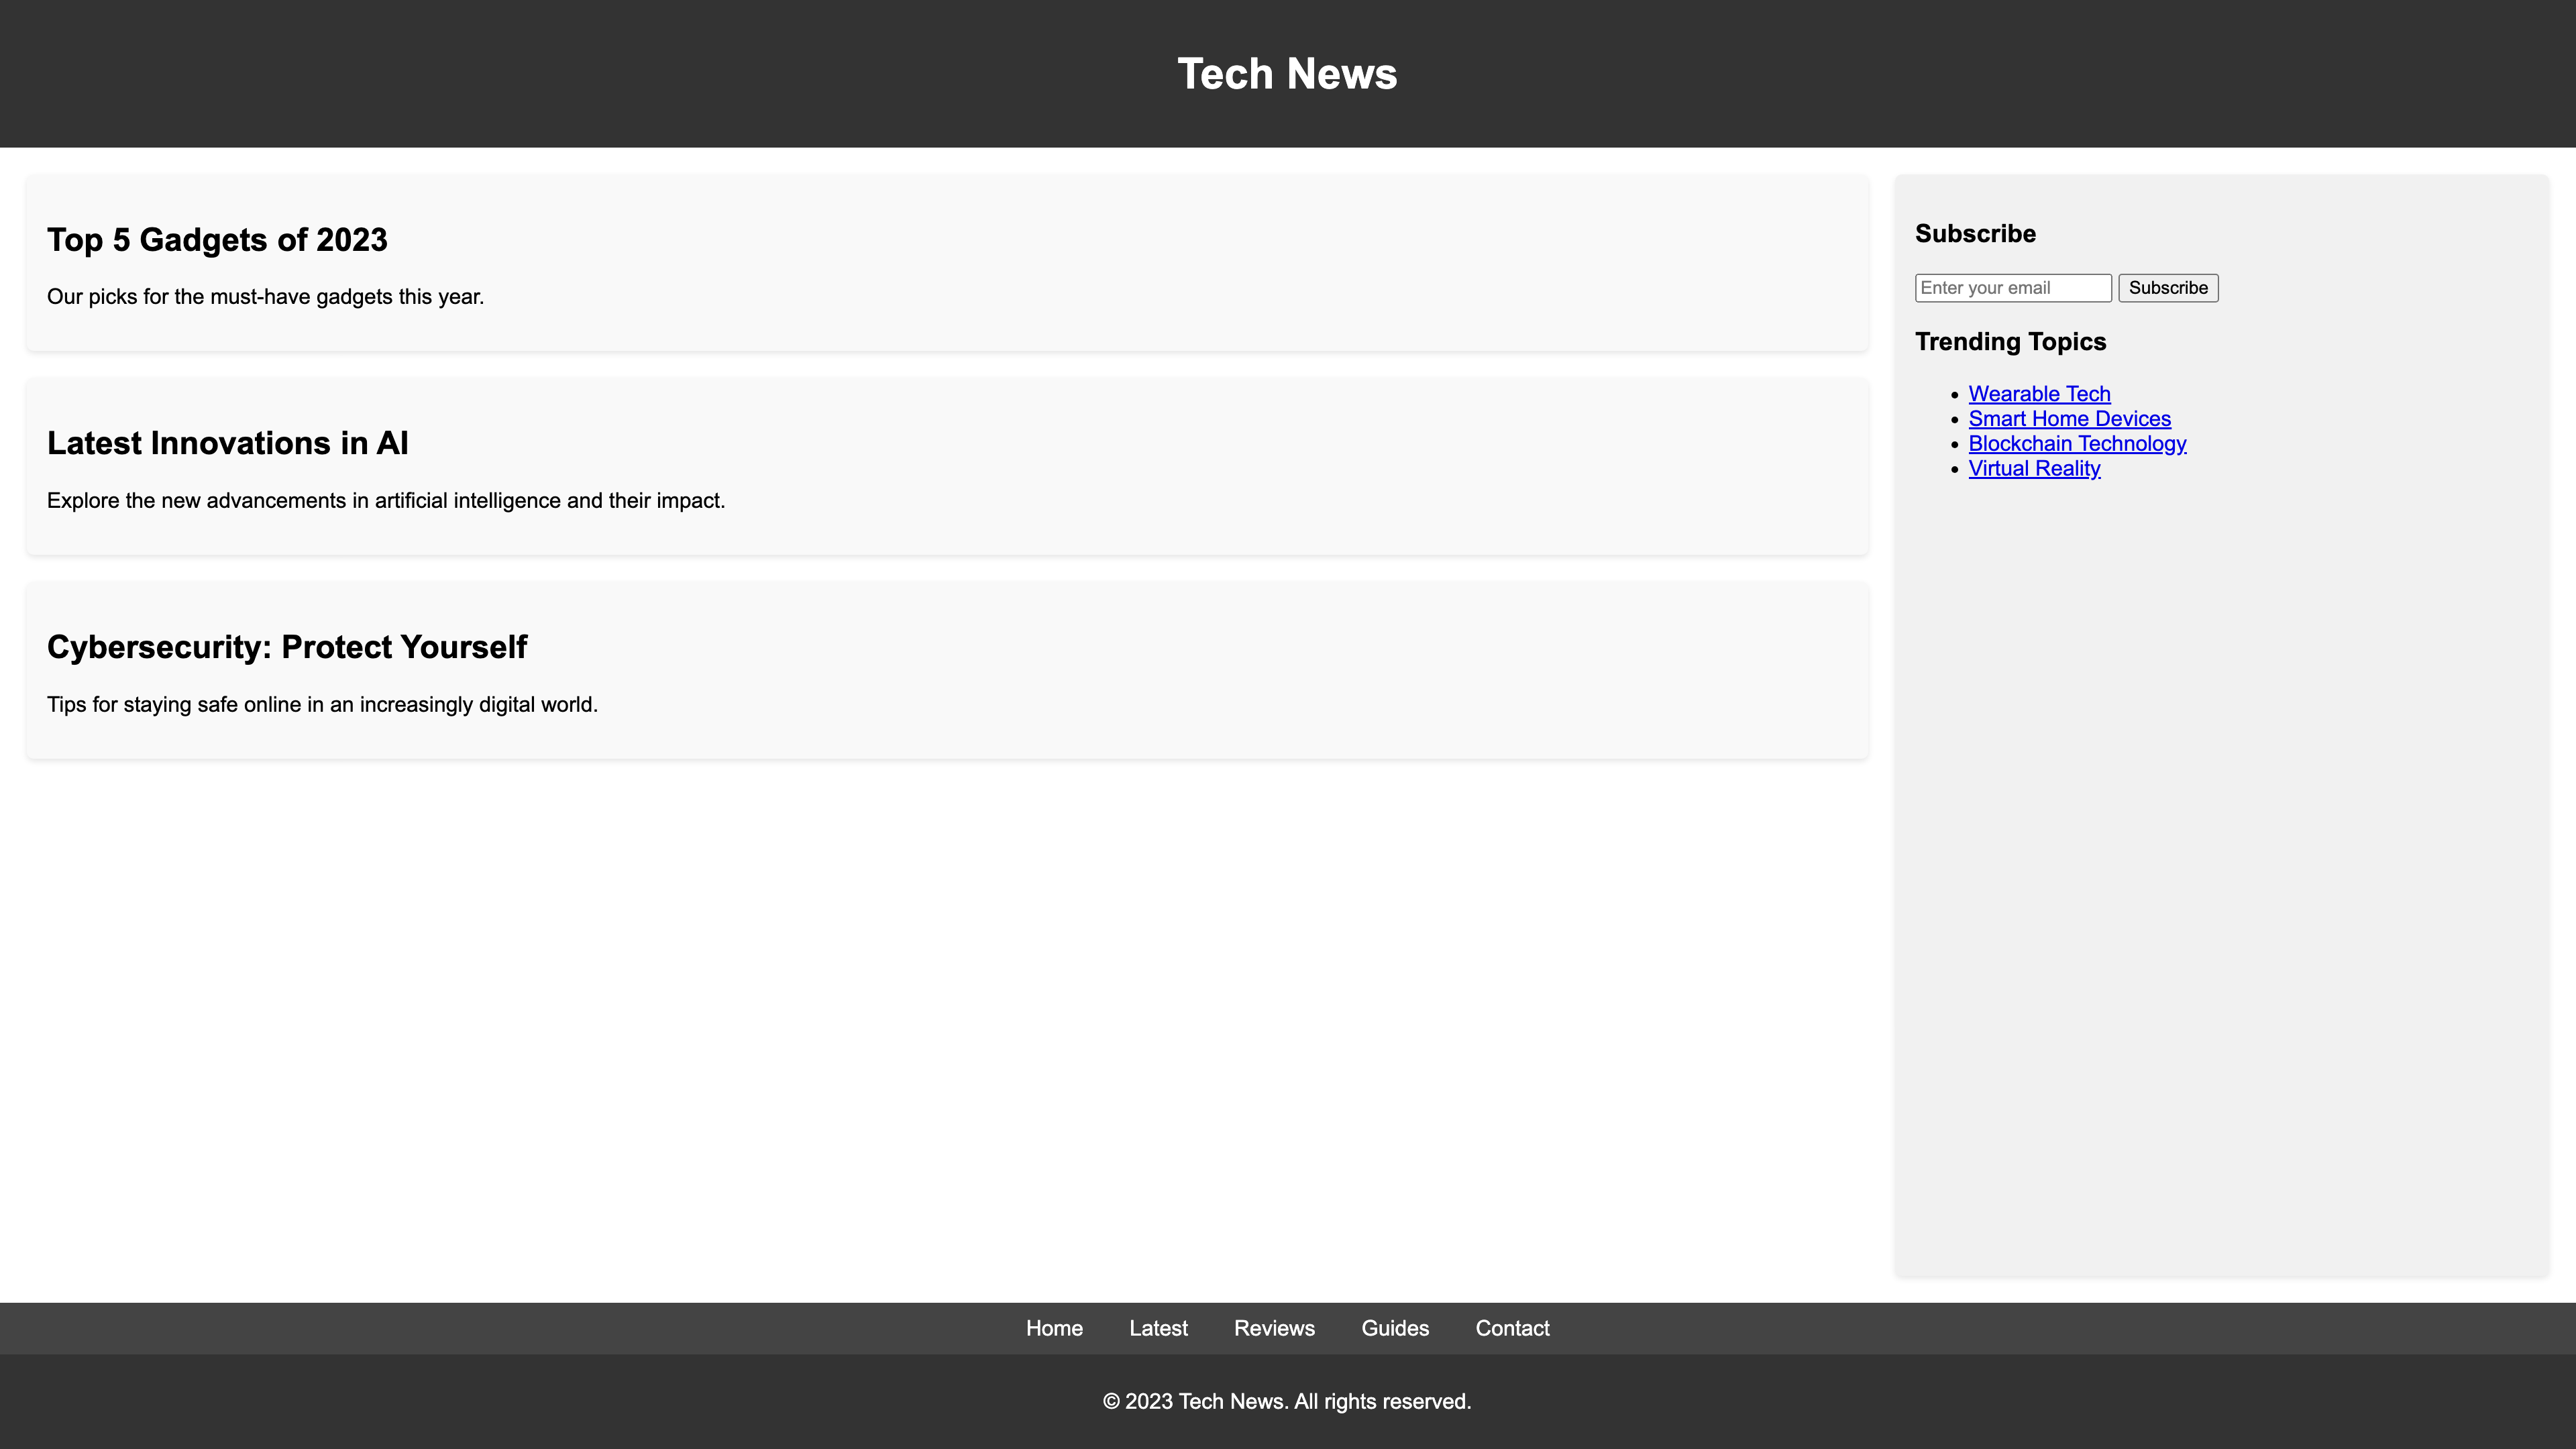 Tech News
Top 5 Gadgets of 2023
Our picks for the must-have gadgets this year.
Latest Innovations in AI
Explore the new advancements in artificial intelligence and their impact.
Cybersecurity: Protect Yourself
Tips for staying safe online in an increasingly digital world.
Subscribe
Enter your email Subscribe
Trending Topics
Wearable Tech
Smart Home Devices
Blockchain Technology
Virtual Reality
Home Latest Reviews Guides Contact
© 2023 Tech News. All rights reserved.